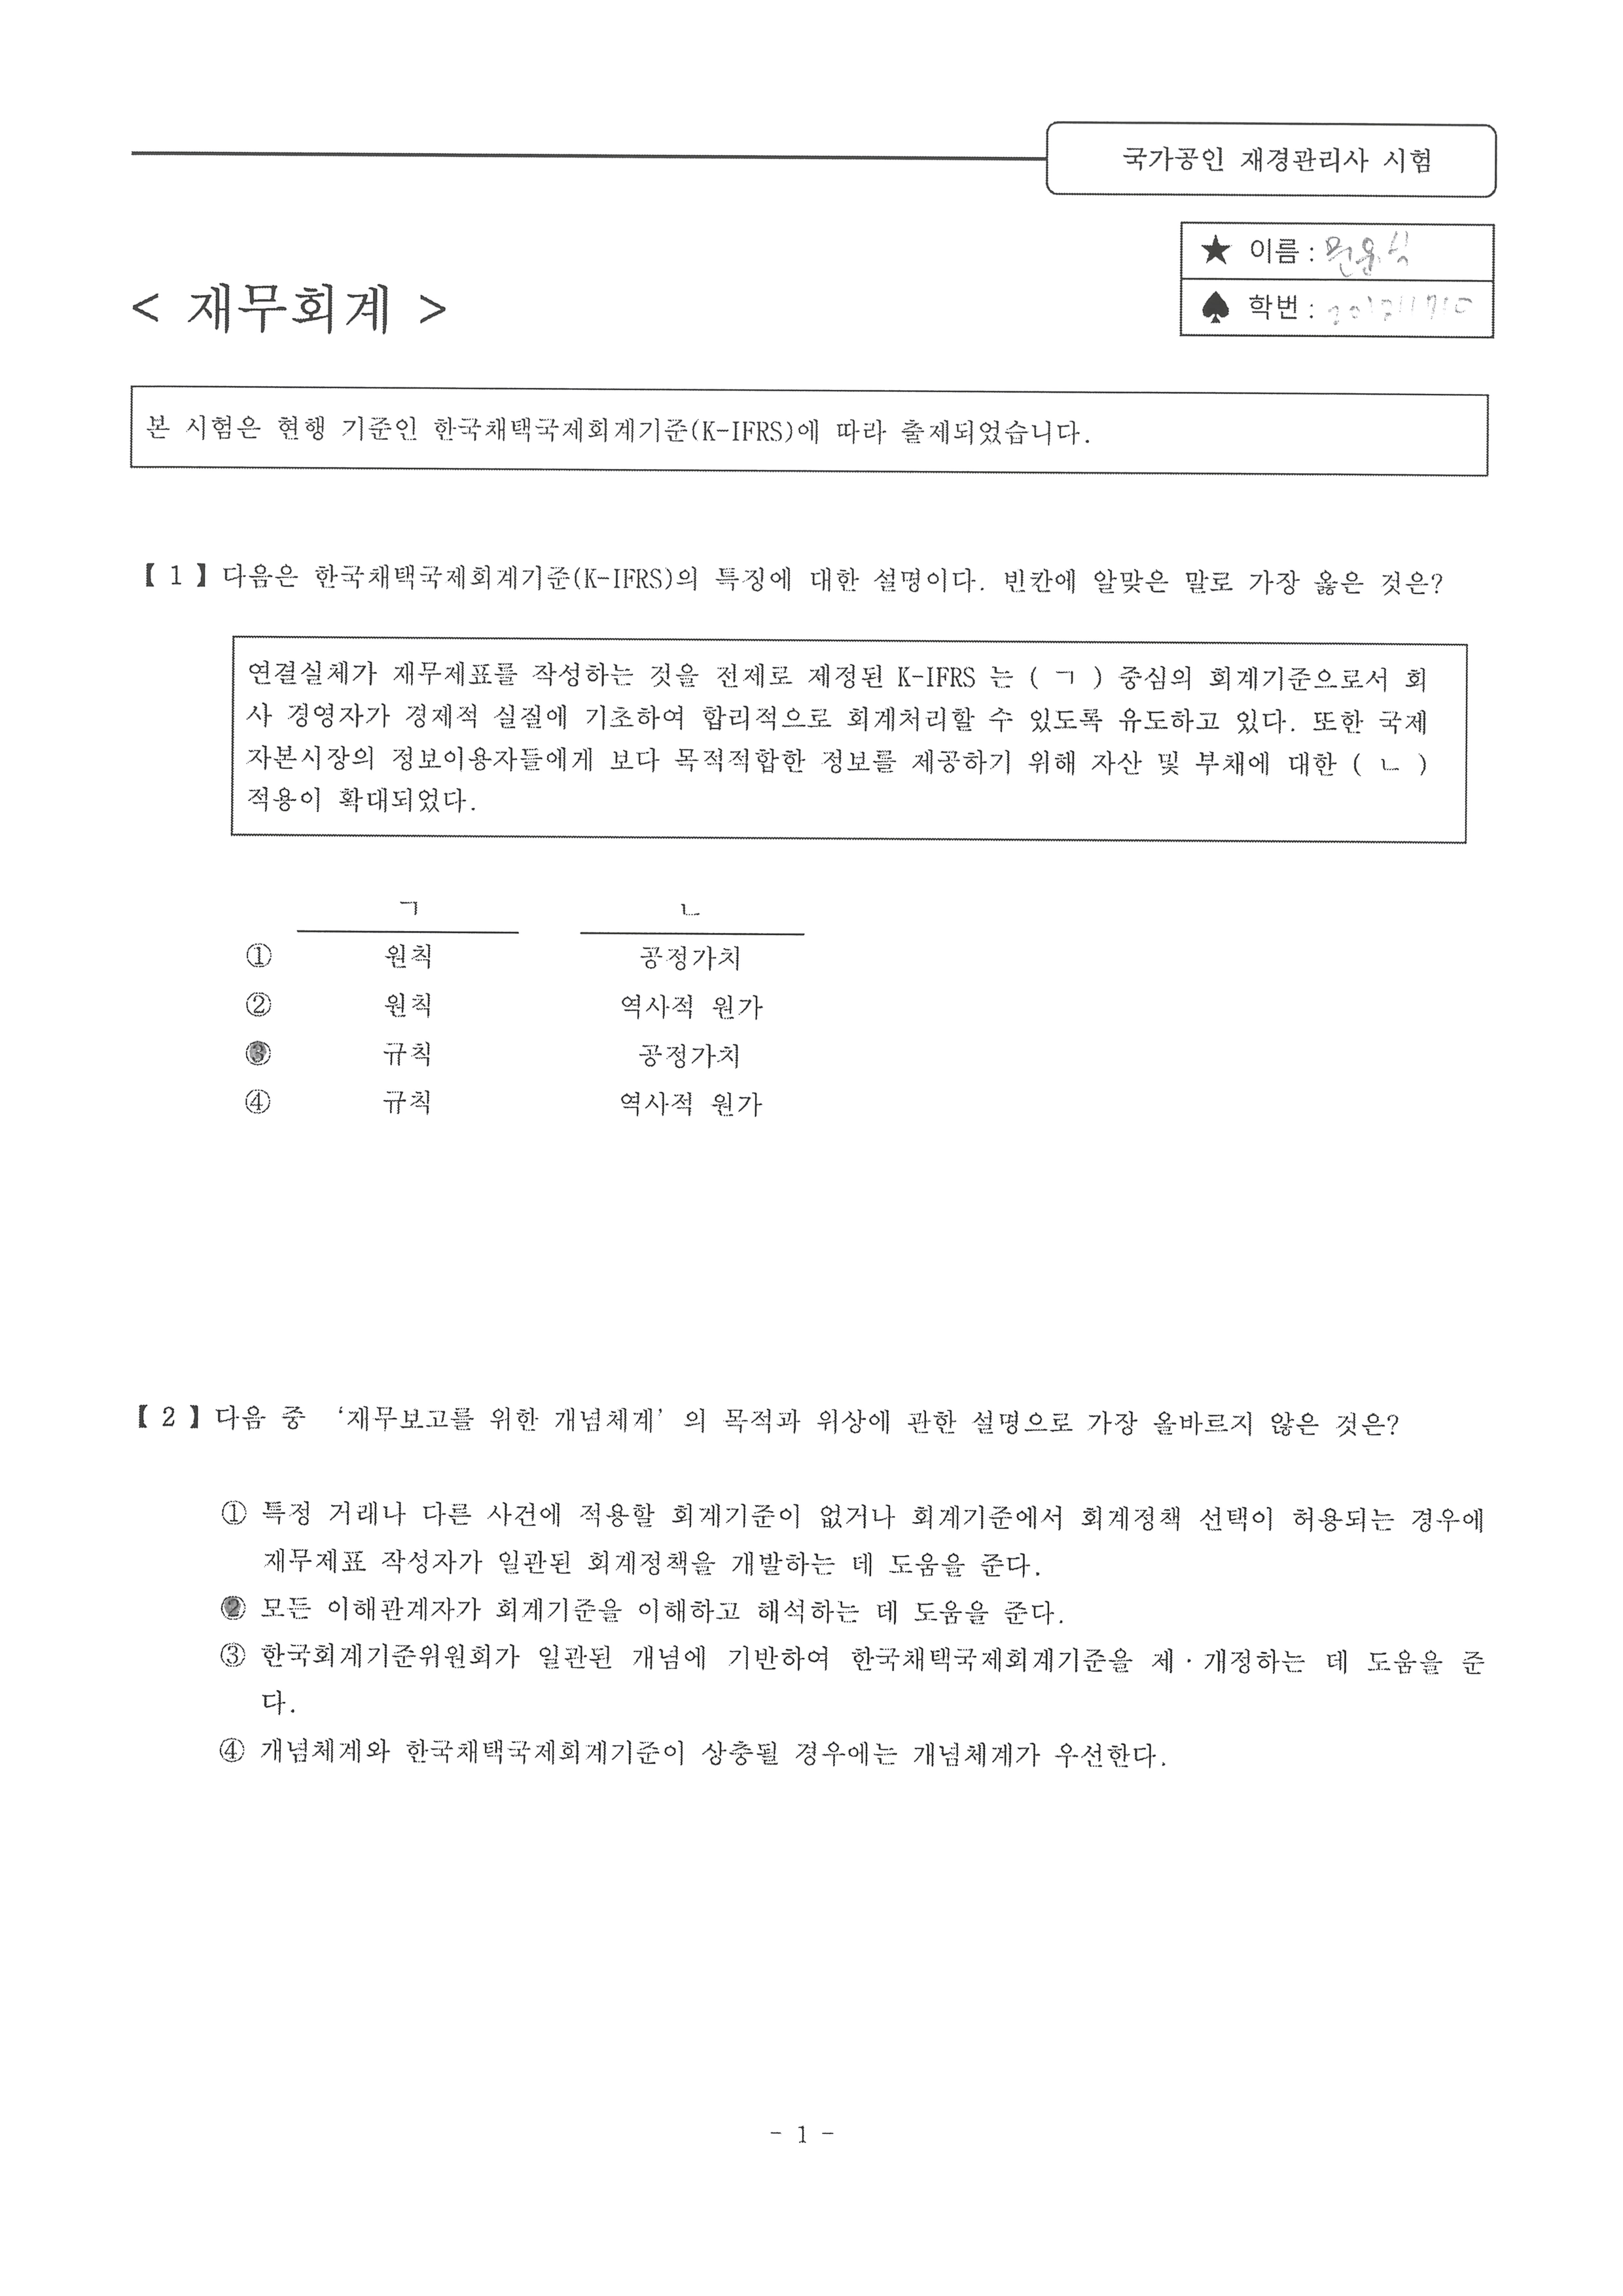 국가공인 재경관리사 시험
★ 이름 :
♠ 학번 :
< 재무회계 >
본 시험은 현행 기준인 한국채택국제회계기준(K-IFRS)에 따라 출제되었습니다.
【 1 】 다음은 한국채택국제회계기준(K-IFRS)의 특징에 대한 설명이다. 빈칸에 알맞은 말로 가장 옳은 것은?
연결실체가 재무제표를 작성하는 것을 전제로 제정된 K-IFRS 는 ( ㄱ ) 중심의 회계기준으로서 회
사 경영자가 경제적 실질에 기초하여 합리적으로 회계처리할 수 있도록 유도하고 있다. 또한 국제
자본시장의 정보이용자들에게 보다 목적적합한 정보를 제공하기 위해 자산 및 부채에 대한 ( ㄴ )
적용이 확대되었다.
ㄱ ㄴ
① 원칙 공정가치
② 원칙 역사적 원가
③ 규칙 공정가치
④ 규칙 역사적 원가
【 2 】 다음 중 ‘재무보고를 위한 개념체계’ 의 목적과 위상에 관한 설명으로 가장 올바르지 않은 것은?
① 특정 거래나 다른 사건에 적용할 회계기준이 없거나 회계기준에서 회계정책 선택이 허용되는 경우에
재무제표 작성자가 일관된 회계정책을 개발하는 데 도움을 준다.
② 모든 이해관계자가 회계기준을 이해하고 해석하는 데 도움을 준다.
③ 한국회계기준위원회가 일관된 개념에 기반하여 한국채택국제회계기준을 제·개정하는 데 도움을 준
다.
④ 개념체계와 한국채택국제회계기준이 상충될 경우에는 개념체계가 우선한다.
- 1 -